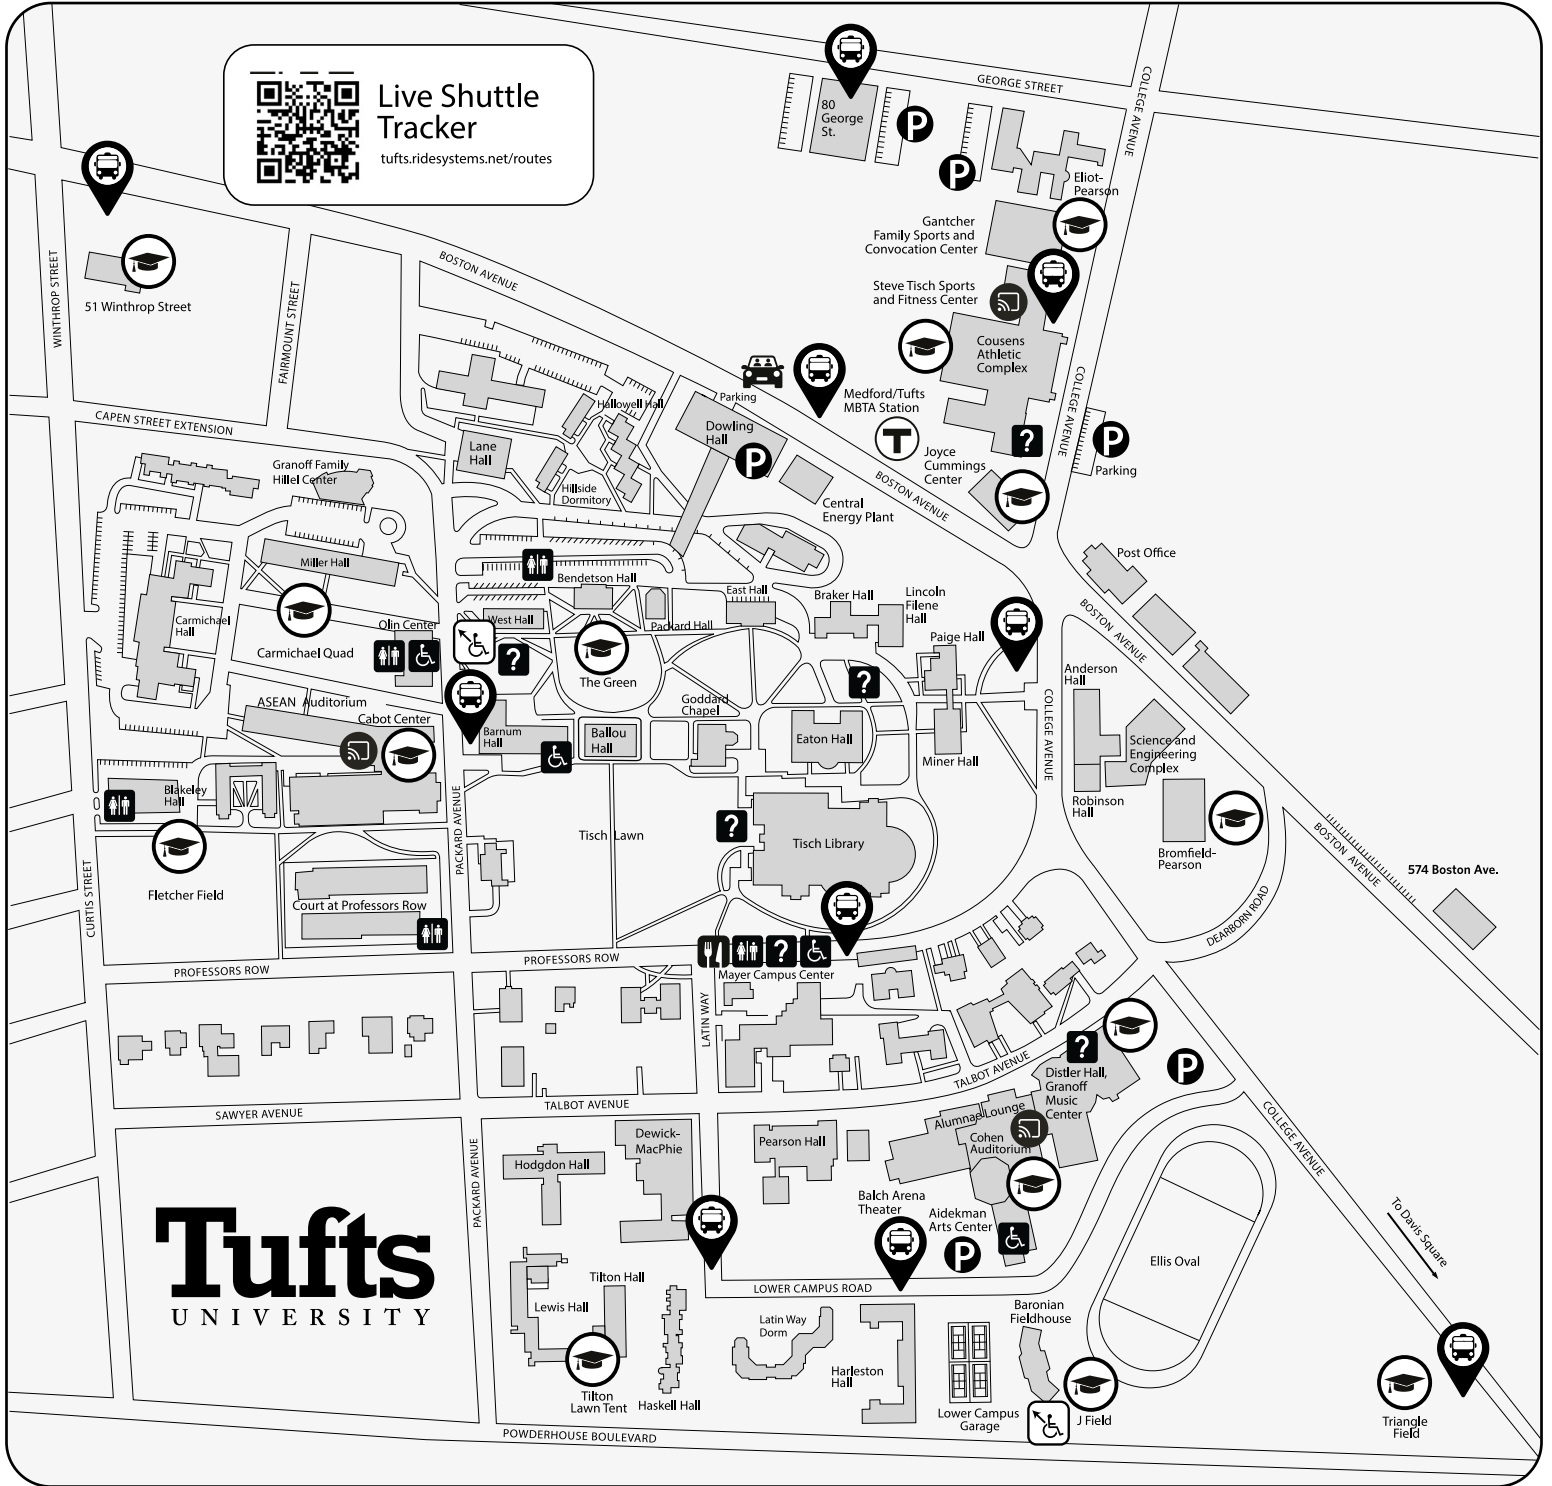 Live Shuttle
Tracker
tufts.ridesystems.net/routes
GEORGE STREET
COLLEGE AVENUE
80
George
St.
P
P
Eliot-
Pearson
Gantcher
Family Sports and
Convocation Center
Steve Tisch Sports
and Fitness Center
Cousens
Athletic
Complex
51 Winthrop Street
WINTHROP STREET
FAIRMOUNT STREET
BOSTON AVENUE
CAPEN STREET EXTENSION
Hallowell Hall
Parking
Dowling
Hall
P
Medford/Tufts
MBTA Station
T
COLLEGE AVENUE
?
P
Parking
Joyce
Cummings
Center
BOSTON AVENUE
Lane
Hall
Granoff Family
Hillel Center
Hillside
Dormitory
Central
Energy Plant
Post Office
Miller Hall
Bendetson Hall
East Hall
Braker Hall
Lincoln
Filene
Hall
BOSTON AVENUE
Carmichael
Hall
Olin Center
West Hall
Packard Hall
Paige Hall
Carmichael Quad
?
The Green
?
Anderson
Hall
ASEAN Auditorium
Cabot Center
Goddard
Chapel
COLLEGE AVENUE
Barnum
Hall
Ballou
Hall
Eaton Hall
Miner Hall
Science and
Engineering
Complex
Blakeley
Hall
Robinson
Hall
PACKARD AVENUE
Tisch Lawn
?
Tisch Library
Bromfield-
Pearson
BOSTON AVENUE
574 Boston Ave.
CURTIS STREET
Fletcher Field
Court at Professors Row
DEARBORN ROAD
PROFESSORS ROW
PROFESSORS ROW
?
Mayer Campus Center
LATIN WAY
?
TALBOT AVENUE
Distler Hall,
Granoff
Music
Center
P
SAWYER AVENUE
TALBOT AVENUE
Alumnae Lounge
COLLEGE AVENUE
PACKARD AVENUE
Dewick-
MacPhie
Pearson Hall
Cohen
Auditorium
Hodgdon Hall
Balch Arena
Theater
Aidekman
Arts Center
P
To Davis Square
Ellis Oval
Tufts
UNIVERSITY
Tilton Hall
LOWER CAMPUS ROAD
Lewis Hall
Latin Way
Dorm
Baronian
Fieldhouse
Harleston
Hall
Tilton
Lawn Tent
Haskell Hall
Lower Campus
Garage
J Field
Triangle
Field
POWDERHOUSE BOULEVARD